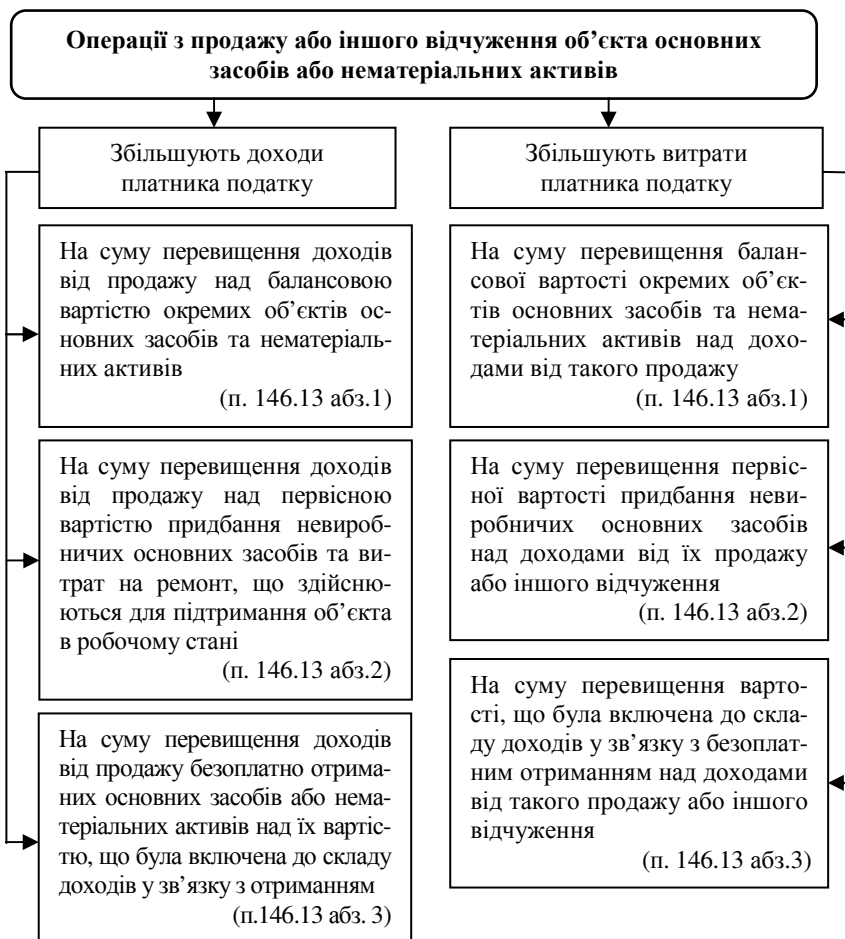 Операції з продажу або іншого відчуження об’єкта основних
засобів або нематеріальних активів
Збільшують доходи
платника податку
На суму перевищення доходів
від продажу над балансовою
вартістю окремих об’єктів ос-
новних засобів та нематеріаль-
них активів
(п. 146.13 абз.1)
На суму перевищення доходів
від продажу над первісною
вартістю придбання невироб-
ничих основних засобів та ви-
трат на ремонт, що здійсню-
ються для підтримання об’єкта
в робочому стані
(п. 146.13 абз.2)
На суму перевищення доходів
від продажу безоплатно отрима-
них основних засобів або нема-
теріальних активів над їх вартіс-
тю, що була включена до складу
доходів у зв’язку з отриманням
(п.146.13 абз. 3)
Збільшують витрати
платника податку
На суму перевищення балан-
сової вартості окремих об’єк-
тів основних засобів та нема-
теріальних активів над дохо-
дами від такого продажу
(п. 146.13 абз.1)
На суму перевищення первіс-
ної вартості придбання неви-
робничих основних засобів
над доходами від їх продажу
або іншого відчуження
(п. 146.13 абз.2)
На суму перевищення варто-
сті, що була включена до скла-
ду доходів у зв’язку з безоплат-
ним отриманням над доходами
від такого продажу або іншого
відчуження
(п. 146.13 абз.3)